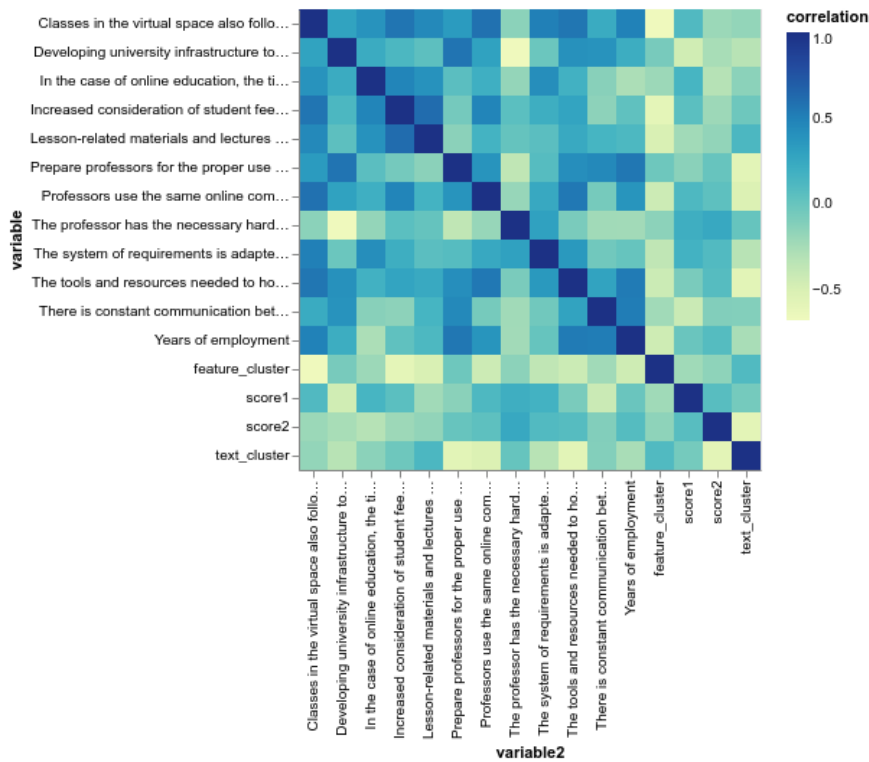 correlation
Classes in the virtual space also follo…
Developing university infrastructure to…
In the case of online education, the ti…
Increased consideration of student fee…
Lesson-related materials and lectures …
Prepare professors for the proper use …
Professors use the same online com…
The professor has the necessary hard…
The system of requirements is adapte…
The tools and resources needed to ho…
There is constant communication bet…
Years of employment
feature_cluster
score1
score2
text_cluster
variable
1.0
0.5
0.0
−0.5
Classes in the virtual space also follo…
Developing university infrastructure to…
In the case of online education, the ti…
Increased consideration of student fee…
Lesson-related materials and lectures …
Prepare professors for the proper use …
Professors use the same online com…
The professor has the necessary hard…
The system of requirements is adapte…
The tools and resources needed to ho…
There is constant communication bet…
Years of employment
feature_cluster
score1
score2
text_cluster
variable2